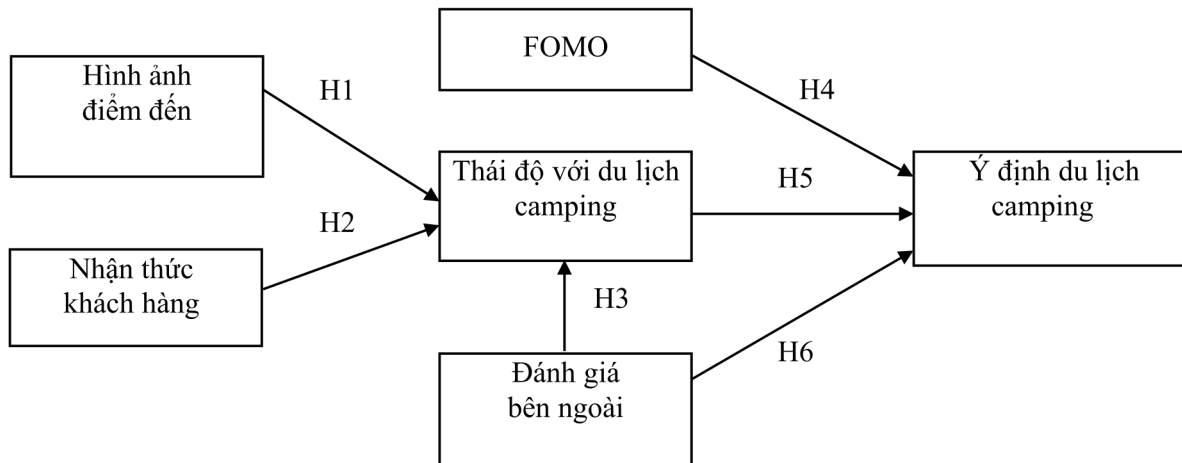 Hình ảnh
điểm đến
H1
FOMO
H4
Thái độ với du lịch
camping
H5
Ý định du lịch
camping
H2
Nhận thức
khách hàng
H3
Đánh giá
bên ngoài
H6